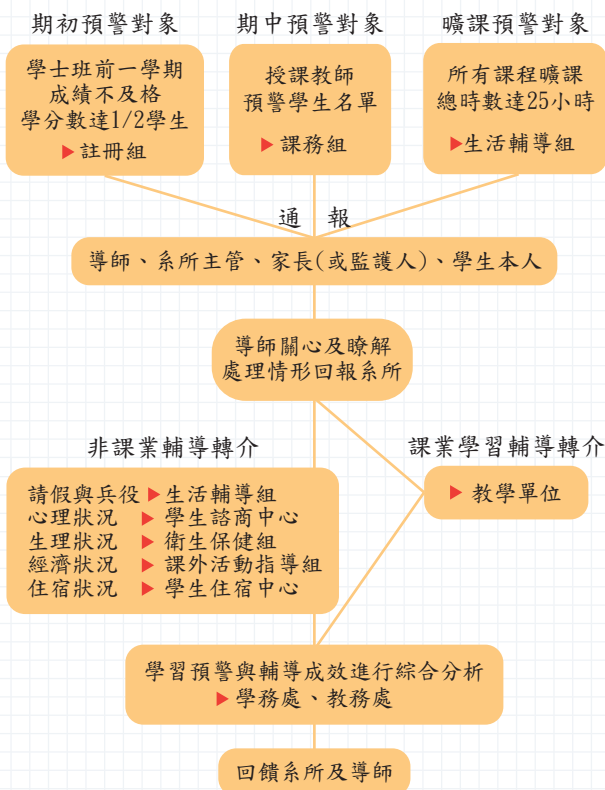 期初預警對象
學士班前一學期
成績不及格
學分數達1/2學生
▶註冊組
期中預警對象
授課教師
預警學生名單
▶課務組
曠課預警對象
所有課程曠課
總時數達25小時
▶生活輔導組
通 報
導師、系所主管、家長(或監護人)、學生本人
導師關心及瞭解
處理情形回報系所
非課業輔導轉介
請假與兵役▶生活輔導組
心理狀況 ▶ 學生諮商中心
生理狀況 ▶ 衛生保健組
經濟狀況 ▶ 課外活動指導組
住宿狀況 ▶ 學生住宿中心
課業學習輔導轉介
▶ 教學單位
學習預警與輔導成效進行綜合分析
▶ 學務處、教務處
回饋系所及導師